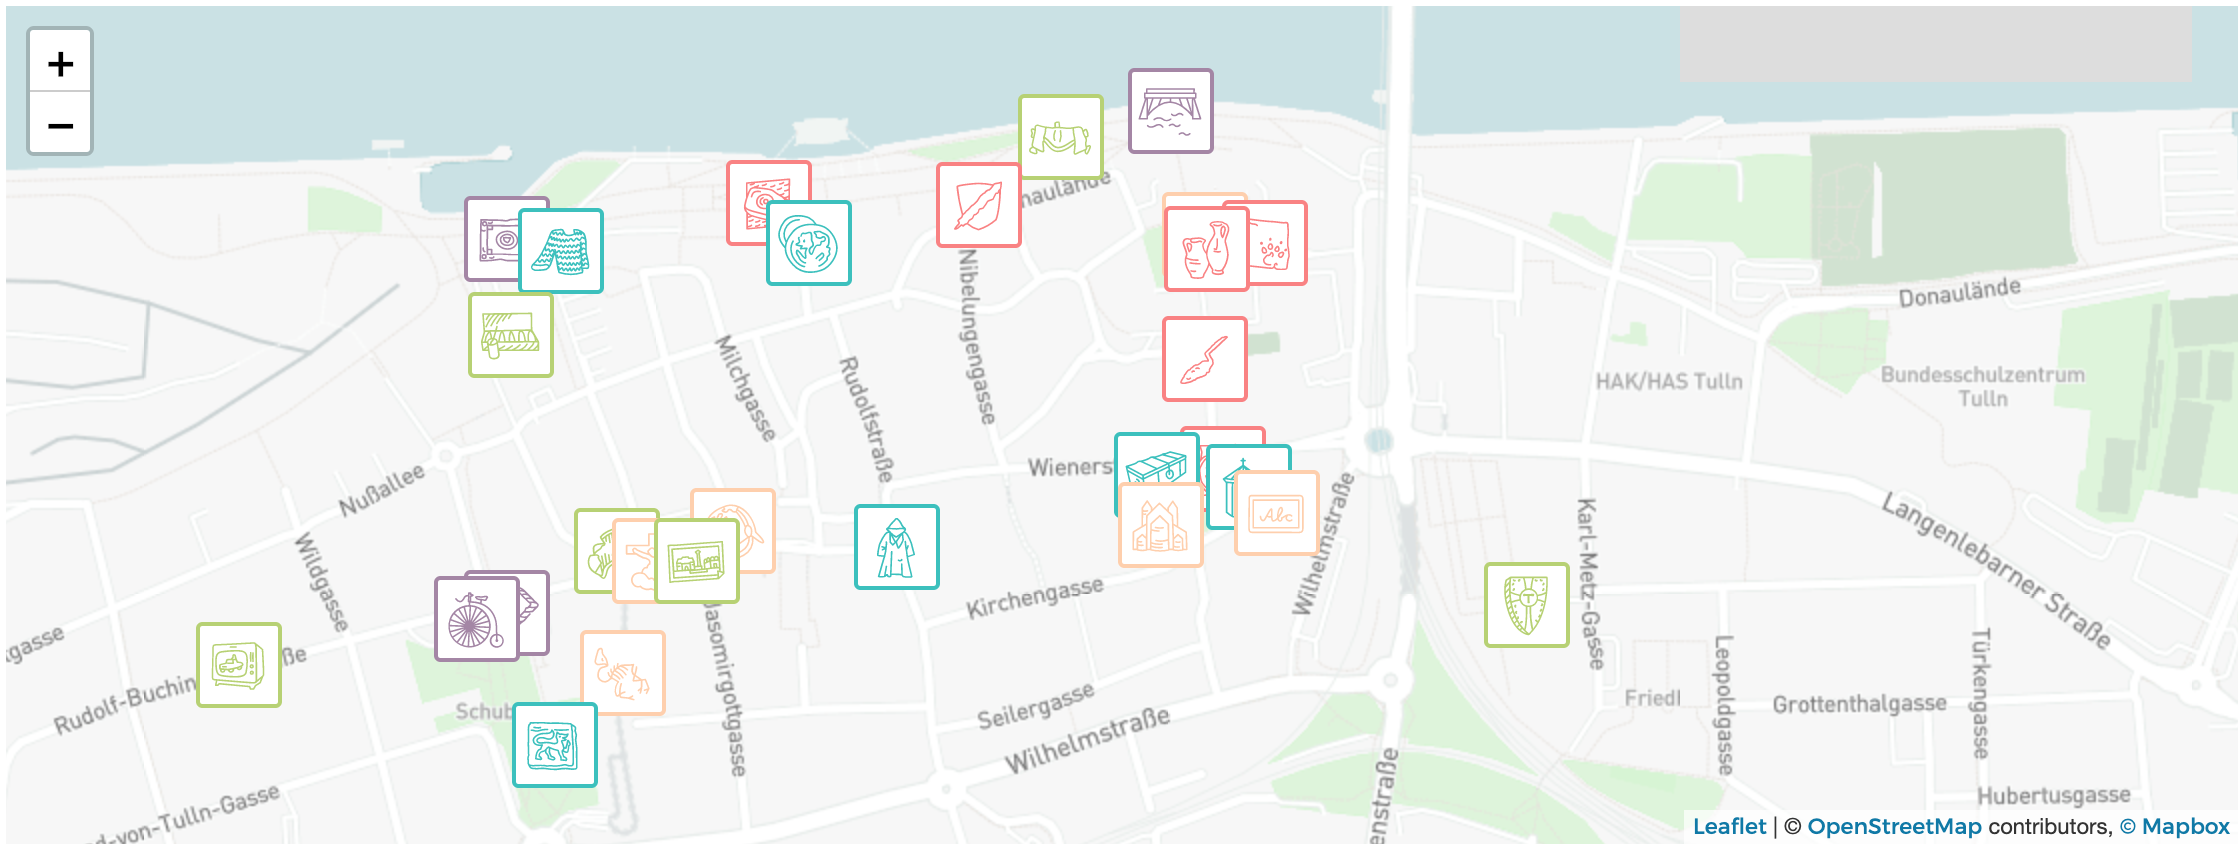 +
−
naulände
Donaulände
Nibelungengasse
Milchgasse
Rudolfstraße
HAK/HAS Tulln
Bundesschulzentrum
Tulln
Wieners
Nußallee
Wildgasse
Abc
Wilhelmstraße
Karl-Metz-Gasse
Langenlebarner Straße
T
Kirchengasse
gasse
Rudolf-Buchin
ße
Jasomirgottgasse
Schub
Seilergasse
Wilhelmstraße
Friedl
Leopoldgasse
Grottenthalgasse
Türkengasse
d-von-Tulln-Gasse
enstraße
Hubertusgasse
Leaflet | © OpenStreetMap contributors, © Mapbox